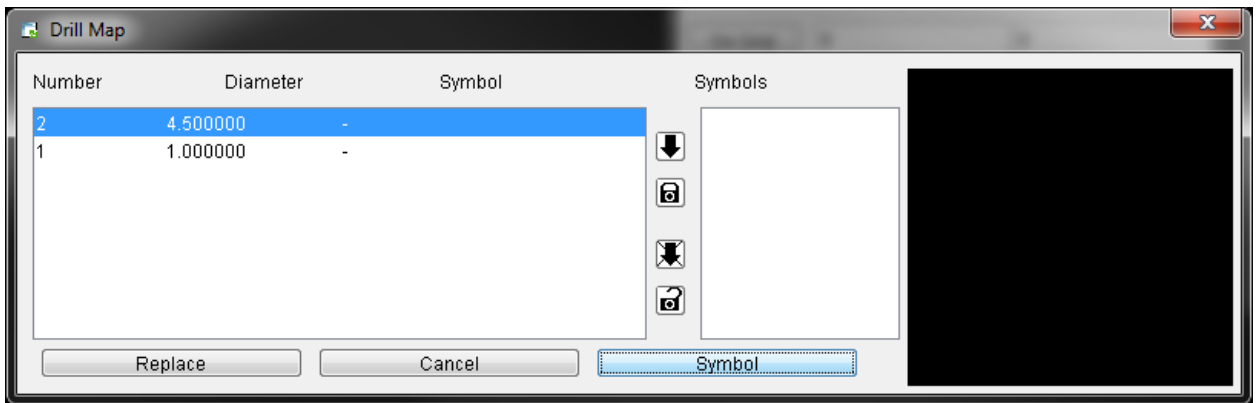 Drill Map
Number Diameter Symbol Symbols
2 4.500000 -
1 1.000000 -
Replace Cancel Symbol